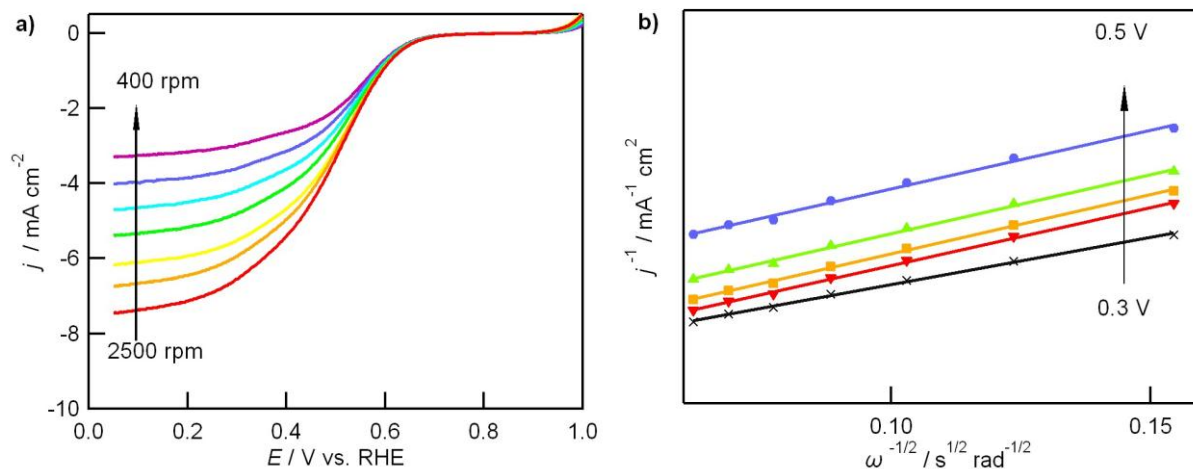 a)
0
-2
-4
-6
-8
-10
j / mA cm⁻²
400 rpm
2500 rpm
0.0 0.2 0.4 0.6 0.8 1.0
E / V vs. RHE
b)
j⁻¹ / mA⁻¹ cm²
0.5 V
0.3 V
0.10 0.15
ω⁻¹/² / s¹/² rad⁻¹/²